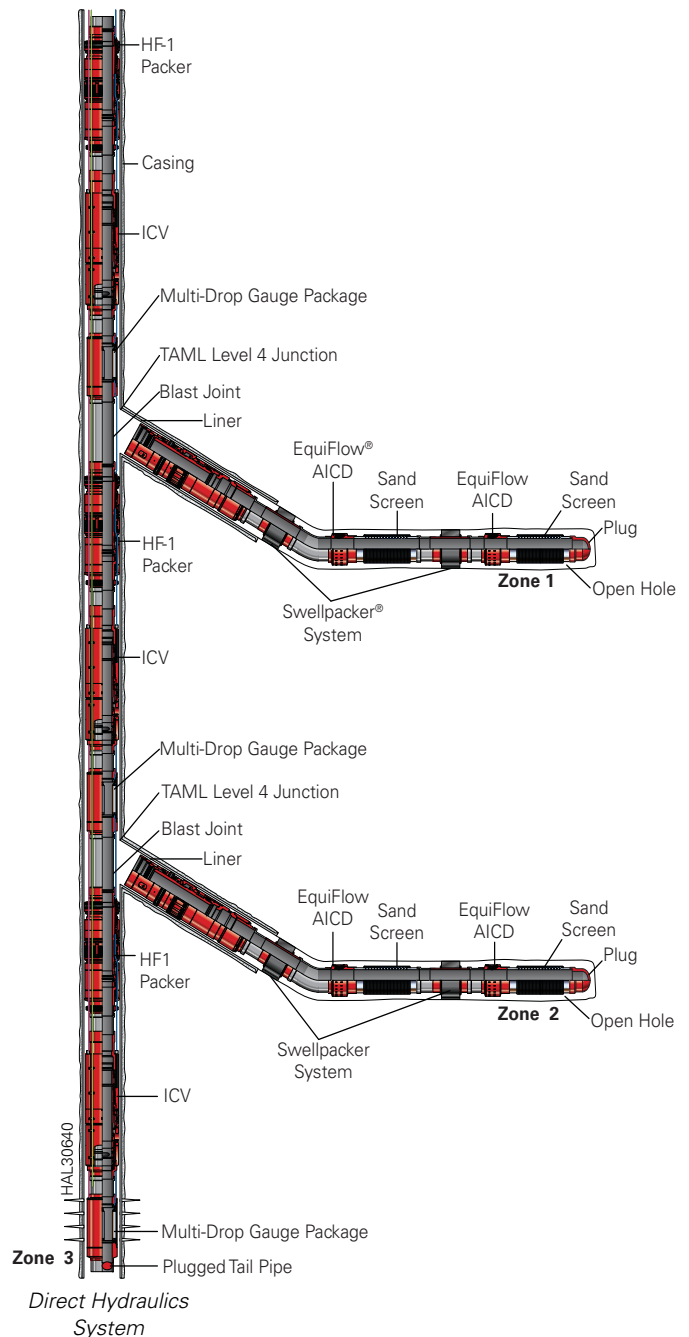 HF-1
Packer
Casing
ICV
Multi-Drop Gauge Package
TAML Level 4 Junction
Blast Joint
Liner
EquiFlow®
AICD
Sand
Screen
EquiFlow
AICD
Sand
Screen
Plug
Zone 1
Open Hole
HF-1
Packer
Swellpacker®
System
ICV
Multi-Drop Gauge Package
TAML Level 4 Junction
Blast Joint
Liner
EquiFlow
AICD
Sand
Screen
EquiFlow
AICD
Sand
Screen
Plug
Zone 2
Open Hole
HF1
Packer
Swellpacker
System
ICV
HAL30640
Multi-Drop Gauge Package
Zone 3
Plugged Tail Pipe
Direct Hydraulics
System